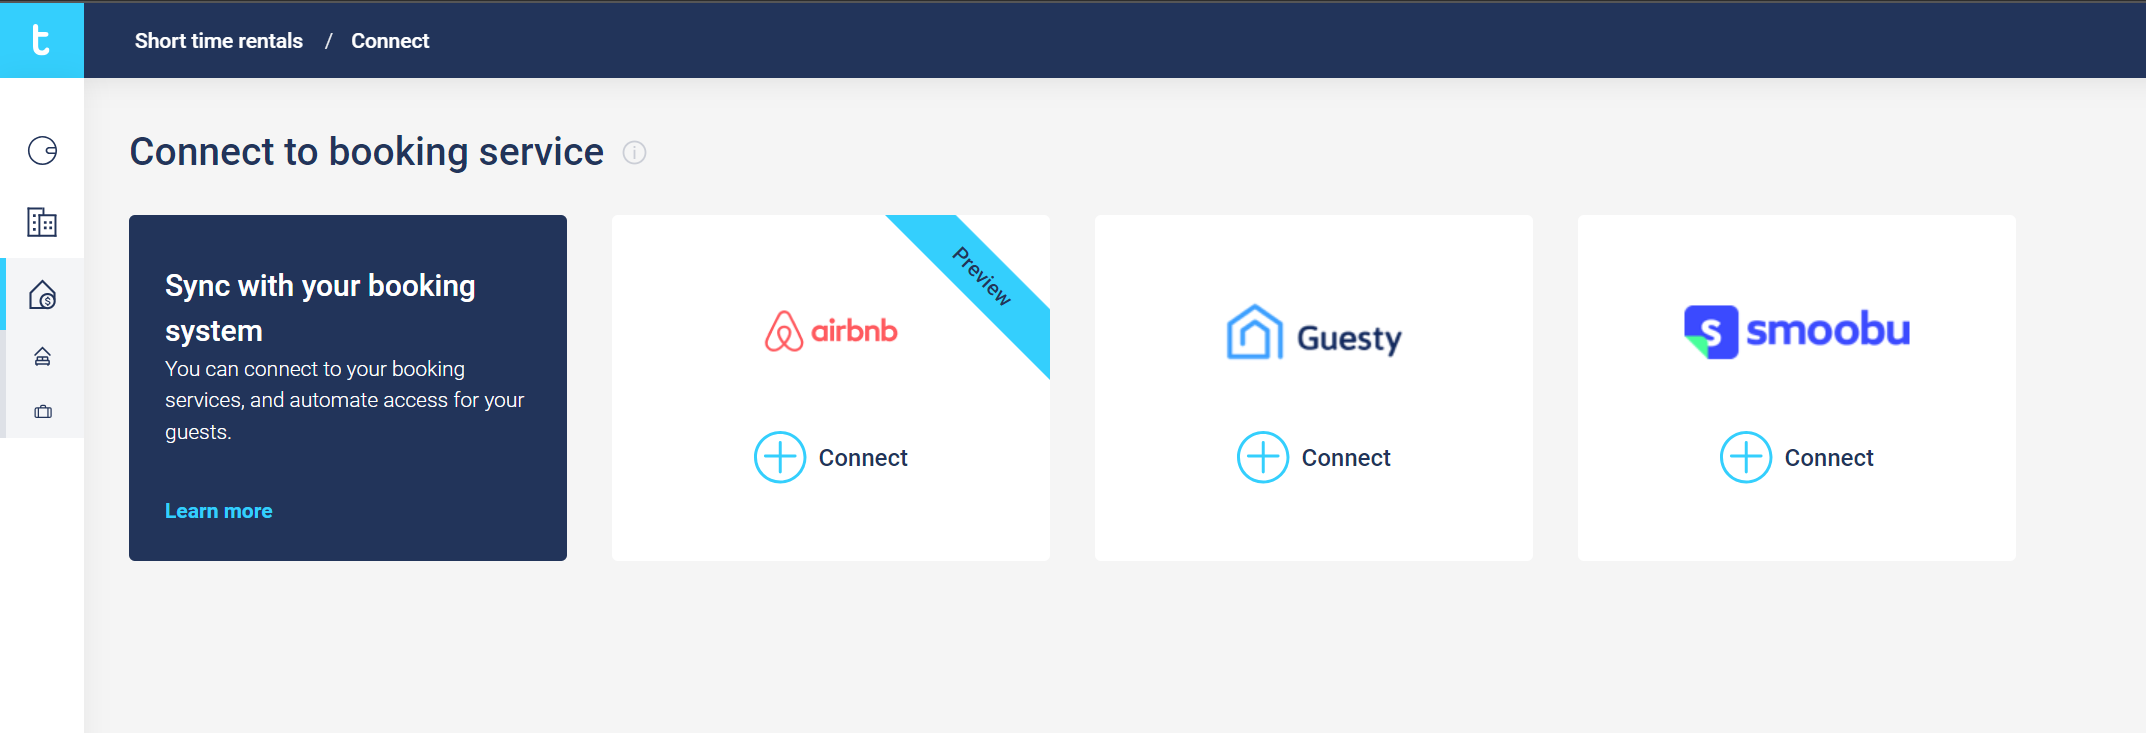 t
Short time rentals / Connect
Connect to booking service
Sync with your booking
system
You can connect to your booking
services, and automate access for your
guests.
Learn more
Preview
airbnb
Connect
Guesty
Connect
S smoobu
Connect